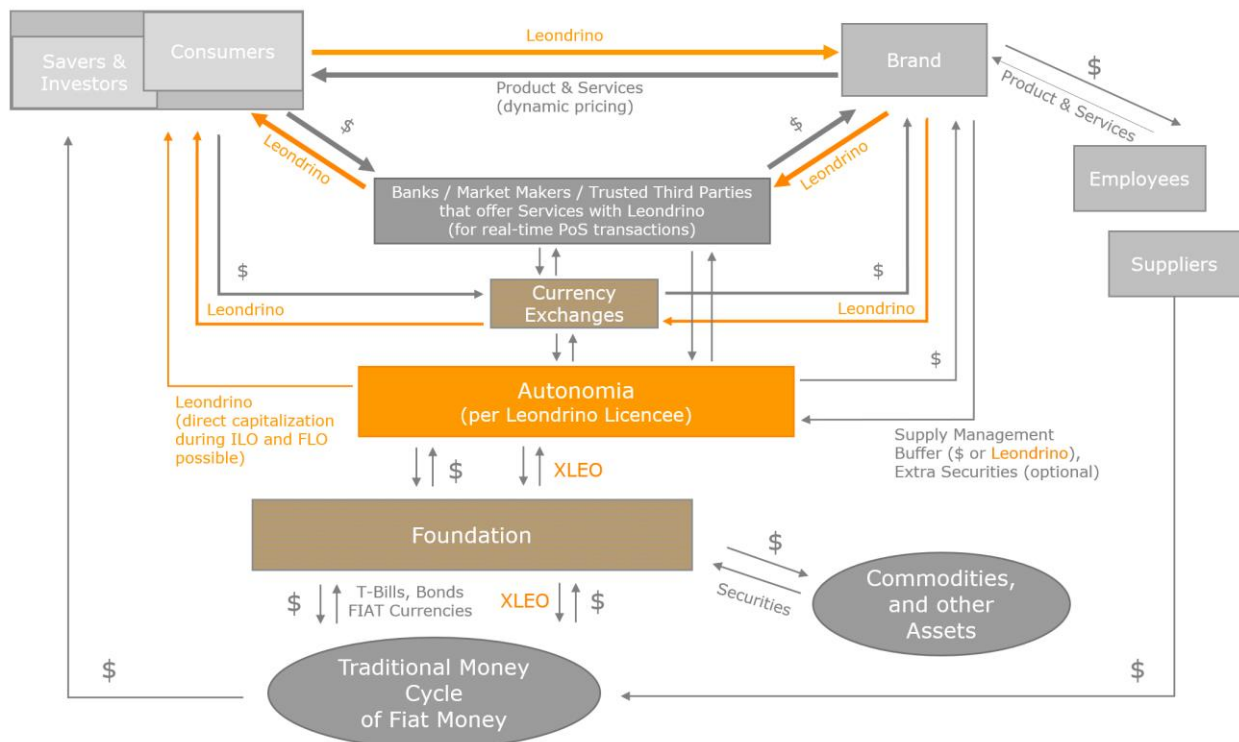 Savers &
Investors
Consumers
Leondrino
Product & Services
(dynamic pricing)
Brand
$
Product & Services
Employees
Suppliers
$
Leondrino
$
Leondrino
Banks / Market Makers / Trusted Third Parties
that offer Services with Leondrino
(for real-time PoS transactions)
$
Leondrino
Currency
Exchanges
$
Leondrino
Leondrino
(direct capitalization
during ILO and FLO
possible)
Autonomia
(per Leondrino Licencee)
$
Supply Management
Buffer ($ or Leondrino),
Extra Securities (optional)
$
XLEO
Foundation
$
Securities
Commodities,
and other
Assets
$
T-Bills, Bonds
FIAT Currencies
XLEO
$
Traditional Money
Cycle
of Fiat Money
$
$